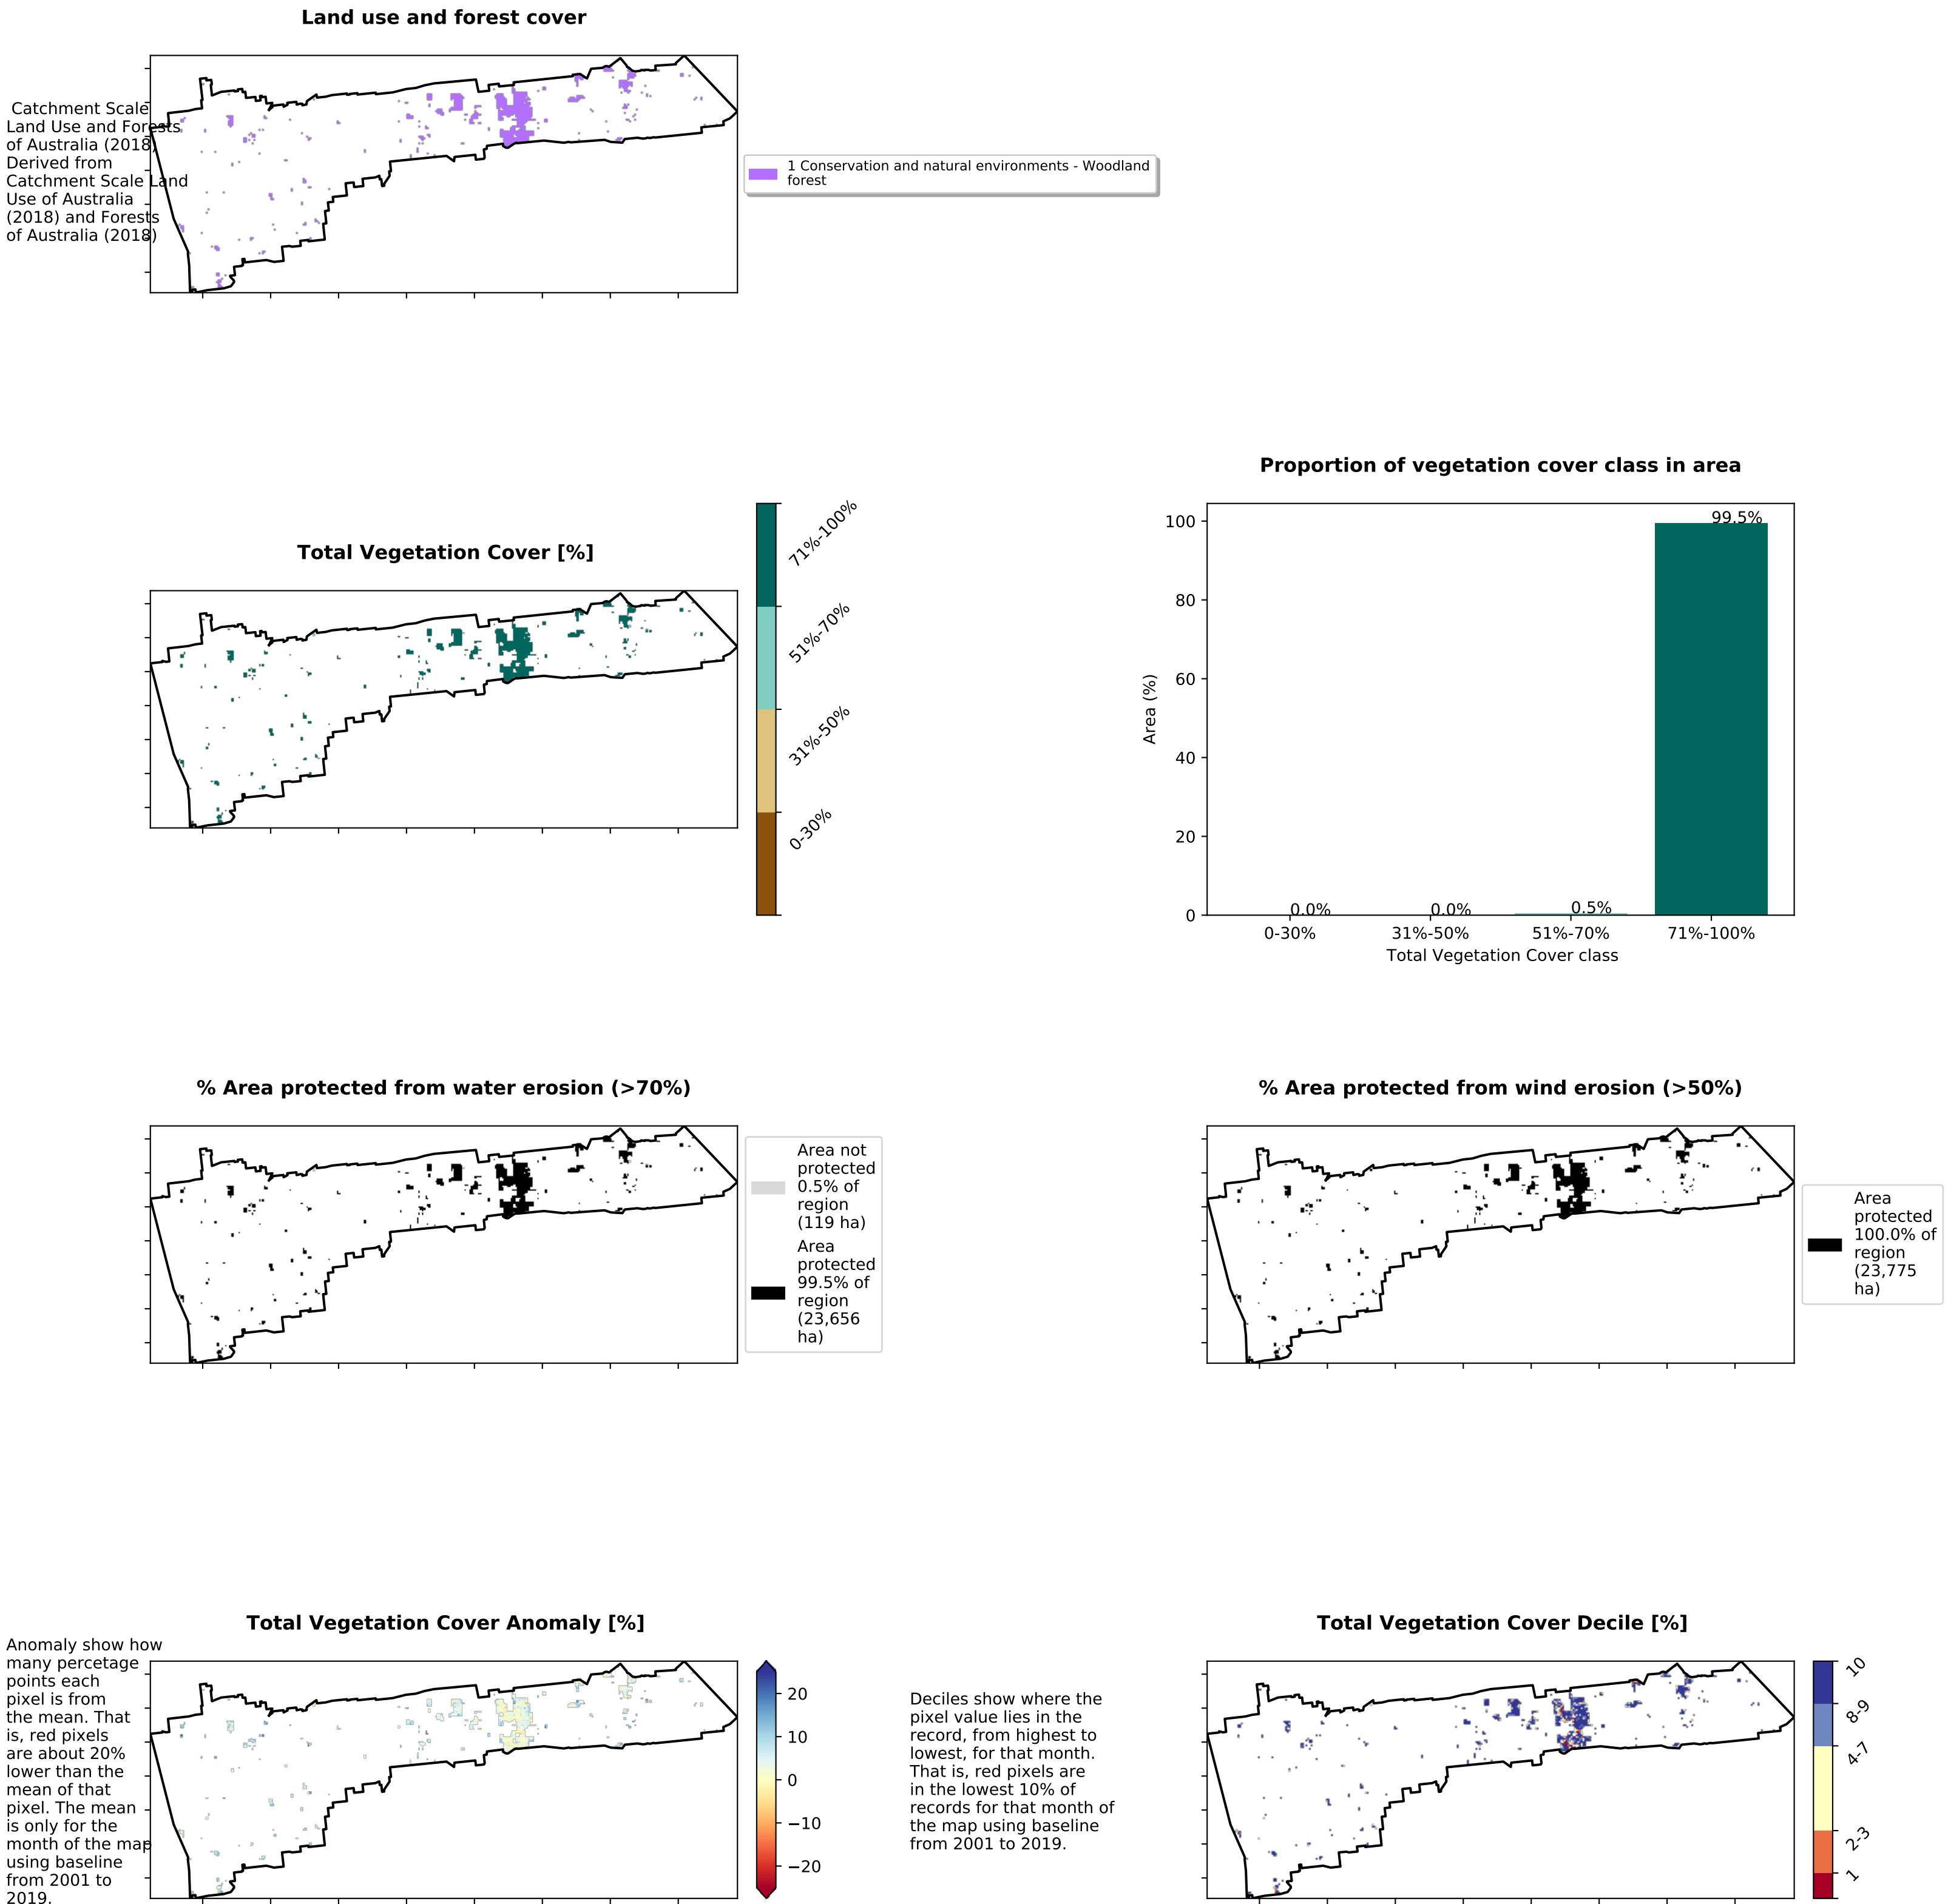 Land use and forest cover
Catchment Scale
Land Use and Forests
of Australia (2018)
Derived from
Catchment Scale Land
Use of Australia
(2018) and Forests
of Australia (2018)
1 Conservation and natural environments - Woodland
forest
Total Vegetation Cover [%]
71%-100%
51%-70%
31%-50%
0-30%
Proportion of vegetation cover class in area
Area (%)
100
80
60
40
20
0
0.0%
0.0%
0.5%
99.5%
0-30%
31%-50%
51%-70%
71%-100%
Total Vegetation Cover class
% Area protected from water erosion (>70%)
Area not
protected
0.5% of
region
(119 ha)
Area
protected
99.5% of
region
(23,656
ha)
% Area protected from wind erosion (>50%)
Area
protected
100.0% of
region
(23,775
ha)
Total Vegetation Cover Anomaly [%]
Anomaly show how
many percetage
points each
pixel is from
the mean. That
is, red pixels
are about 20%
lower than the
mean of that
pixel. The mean
is only for the
month of the map
using baseline
from 2001 to
2019.
20
10
0
−10
−20
Total Vegetation Cover Decile [%]
Deciles show where the
pixel value lies in the
record, from highest to
lowest, for that month.
That is, red pixels are
in the lowest 10% of
records for that month of
the map using baseline
from 2001 to 2019.
10
8-9
4-7
2-3
1